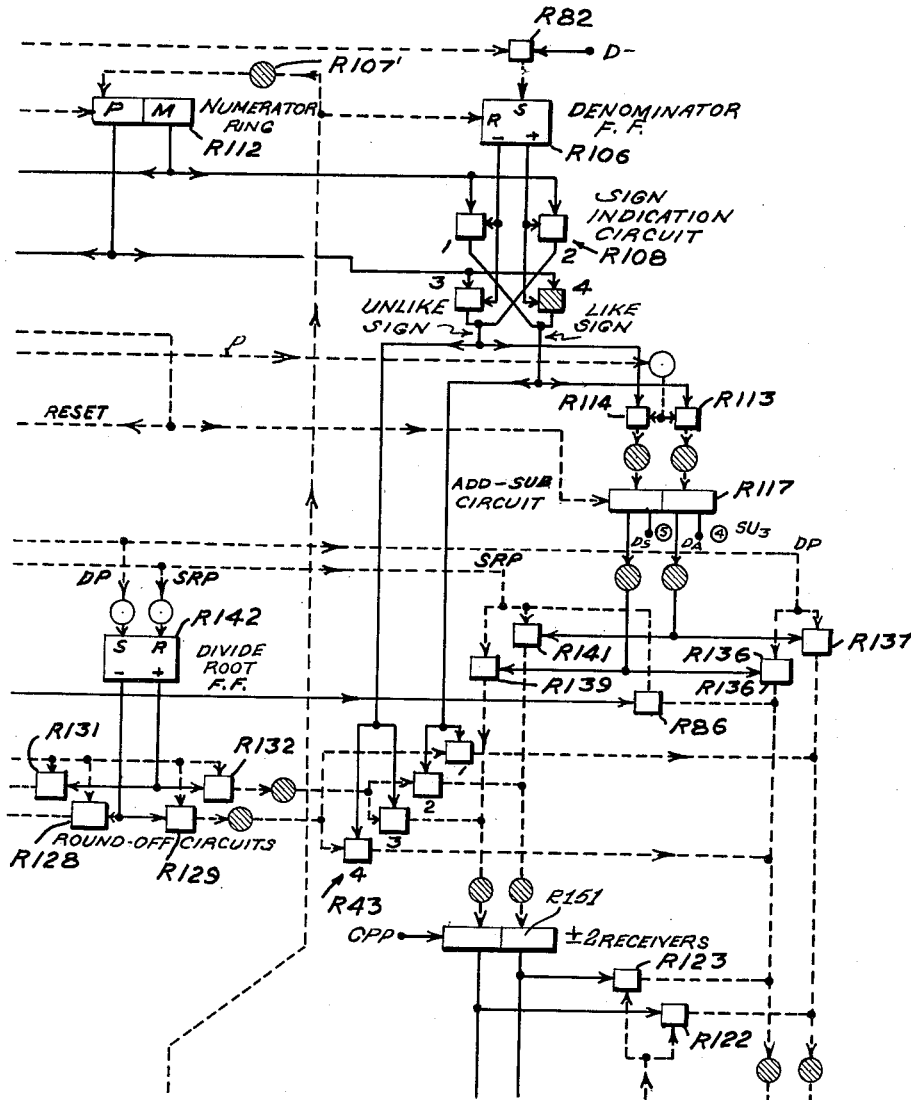 R82
D-
R107'
P M
NUMERATOR
RING
R112
S
R
- +
DENOMINATOR
F. F.
R106
SIGN
INDICATION
CIRCUIT
R108
1
2
3
4
UNLIKE
SIGN
LIKE
SIGN
P
R114
R113
RESET
ADD-SUB
CIRCUIT
R117
DS
5
DA
4
SU3
DP
SRP
DP
SRP
R142
S R
- +
DIVIDE
ROOT
F.F.
R141
R139
R136
R1367
R137
R86
R131
R132
1
2
3
4
R128
ROUND-OFF CIRCUITS
R129
R43
R151
CPP
±2 RECEIVERS
R123
R122